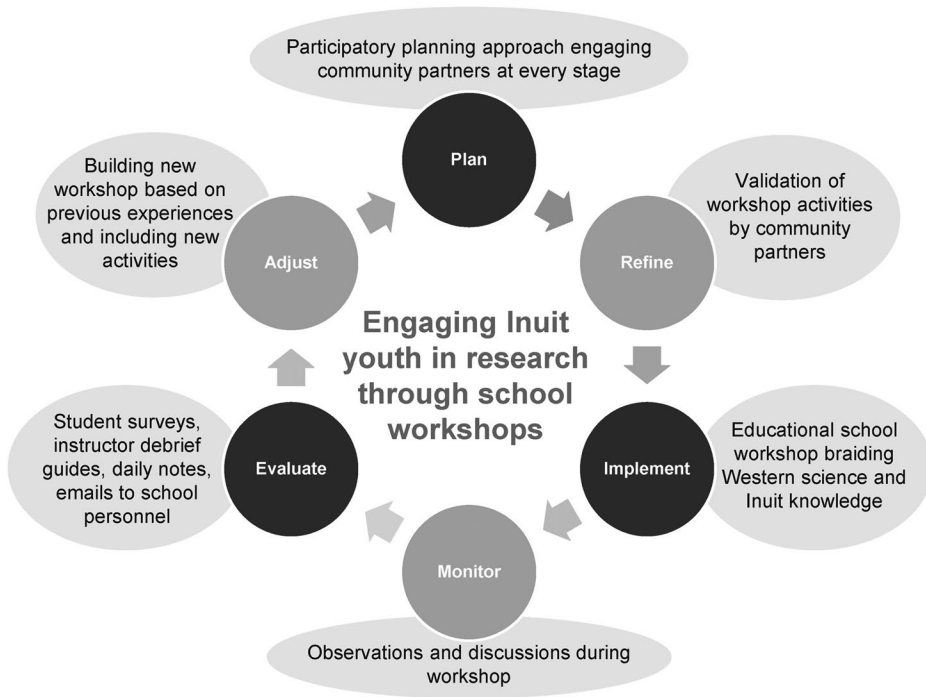 Participatory planning approach engaging
community partners at every stage
Plan
Validation of
workshop activities
by community
partners
Refine
Educational school
workshop braiding
Western science and
Inuit knowledge
Implement
Monitor
Observations and discussions during
workshop
Student surveys,
instructor debrief
guides, daily notes,
emails to school
personnel
Evaluate
Building new
workshop based on
previous experiences
and including new
activities
Adjust
Engaging Inuit
youth in research
through school
workshops